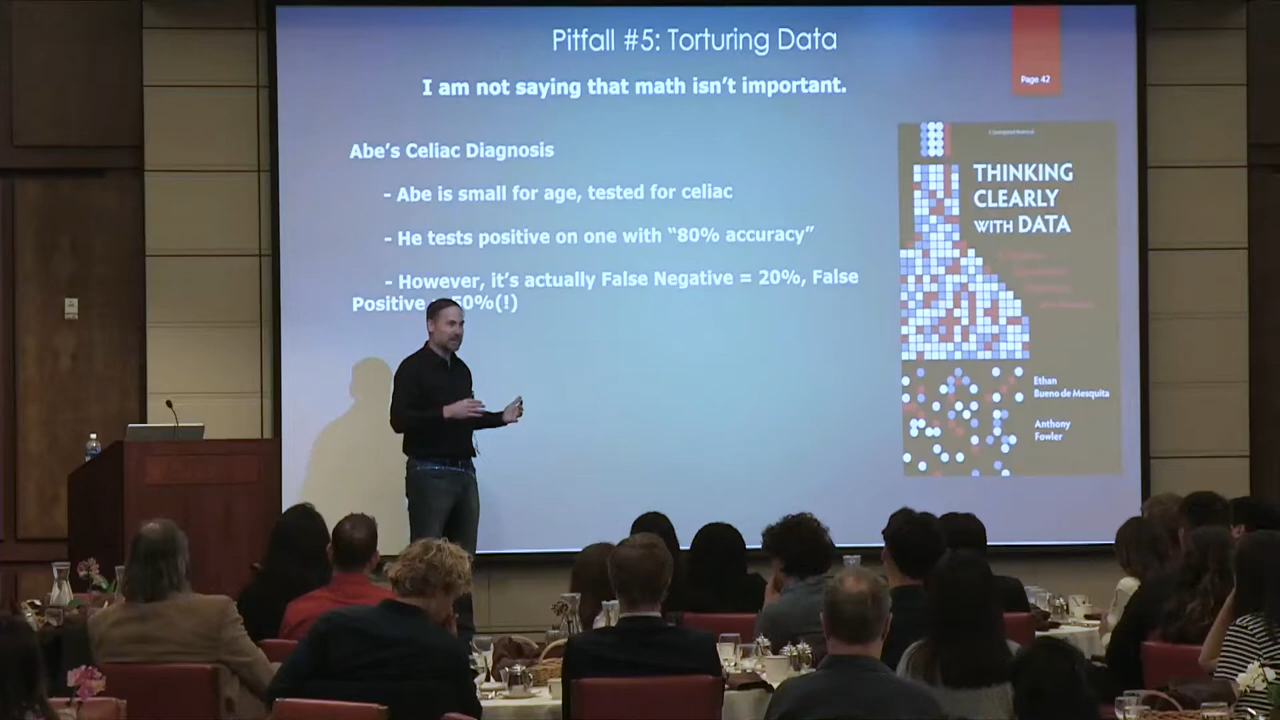 Pitfall #5: Torturing Data
Page 42
I am not saying that math isn't important.
Abe's Celiac Diagnosis
- Abe is small for age, tested for celiac
- He tests positive on one with "80% accuracy"
- However, it's actually False Negative = 20%, False
Positive 50%(!)
THINKING
CLEARLY
WITH DATA
Ethan
Bueno de Mesquita
Anthony
Fowler